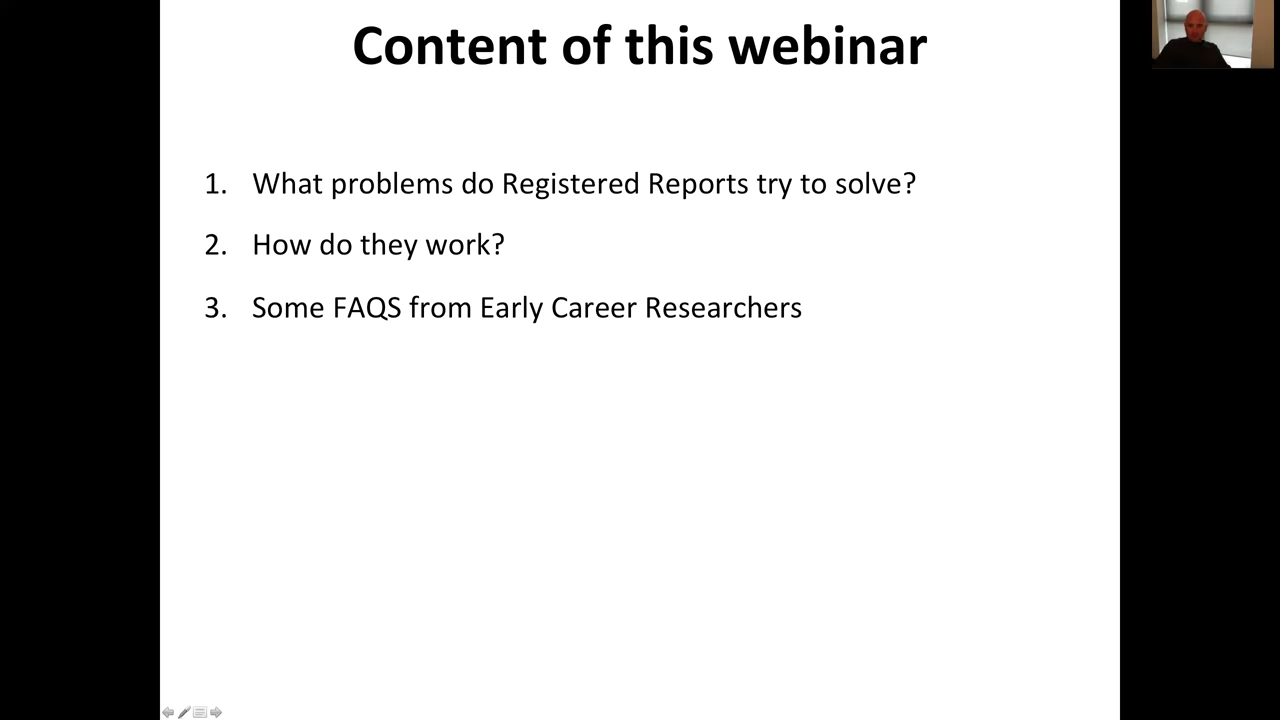 Content of this webinar
1. What problems do Registered Reports try to solve?
2. How do they work?
3. Some FAQS from Early Career Researchers